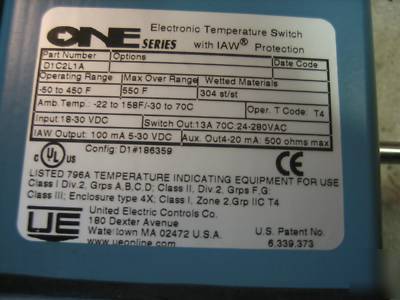 ONE SERIES Electronic Temperature Switch
with IAW® Protection
Part Number Options Date Code
D1C2L1A
Operating Range Max Over Range Wetted Materials
-50 to 450 F 550 F 304 st/st
Amb.Temp.: -22 to 158F/-30 to 70C Oper. T Code: T4
Input:18-30 VDC Switch Out:13A 70C:24-280VAC
IAW Output: 100 mA 5-30 VDC Aux. Out:4-20 mA: 500 ohms max
Config: D1#186359
C UL US CE
LISTED 796A TEMPERATURE INDICATING EQUIPMENT FOR USE
Class I Div.2, Grps A,B,C,D; Class II, Div.2, Grps F,G;
Class III; Enclosure type 4X; Class I, Zone 2,Grp IIC T4
UE United Electric Controls Co.
180 Dexter Avenue
Watertown MA 02472 U.S.A.
www.ueonline.com
U.S. Patent No.
6,339,373